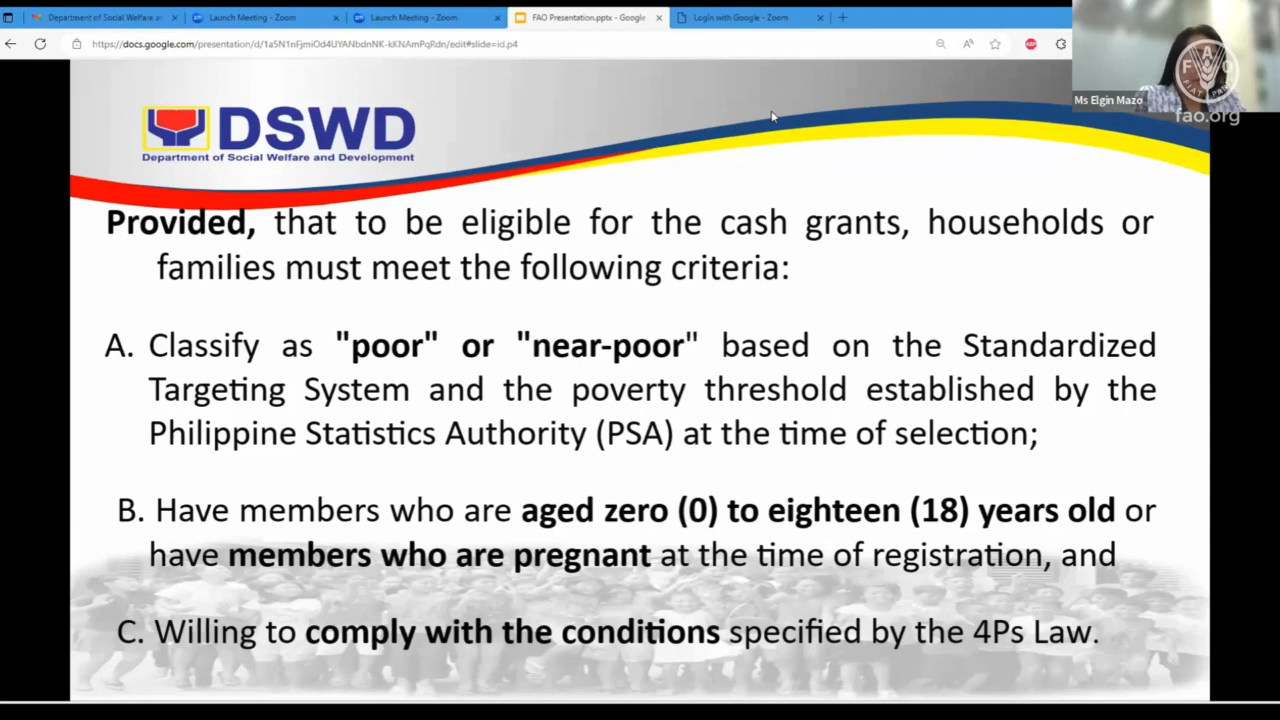 Department of Social Welfare an
Launch Meeting - Zoom
Launch Meeting - Zoom
FAO Presentation.pptx - Google
Login with Google - Zoom
https://docs.google.com/presentation/d/1a5N1nFjmiOd4UYANbdnNK-kKNAmPqRdn/edit#slide=id.p4
Ms Elgin Mazo
F A O
FIAT PANIS
fao.org
DSWD
Department of Social Welfare and Development
Provided, that to be eligible for the cash grants, households or
families must meet the following criteria:
A. Classify as "poor" or "near-poor" based on the Standardized
Targeting System and the poverty threshold established by the
Philippine Statistics Authority (PSA) at the time of selection;
B. Have members who are aged zero (0) to eighteen (18) years old or
have members who are pregnant at the time of registration, and
C. Willing to comply with the conditions specified by the 4Ps Law.